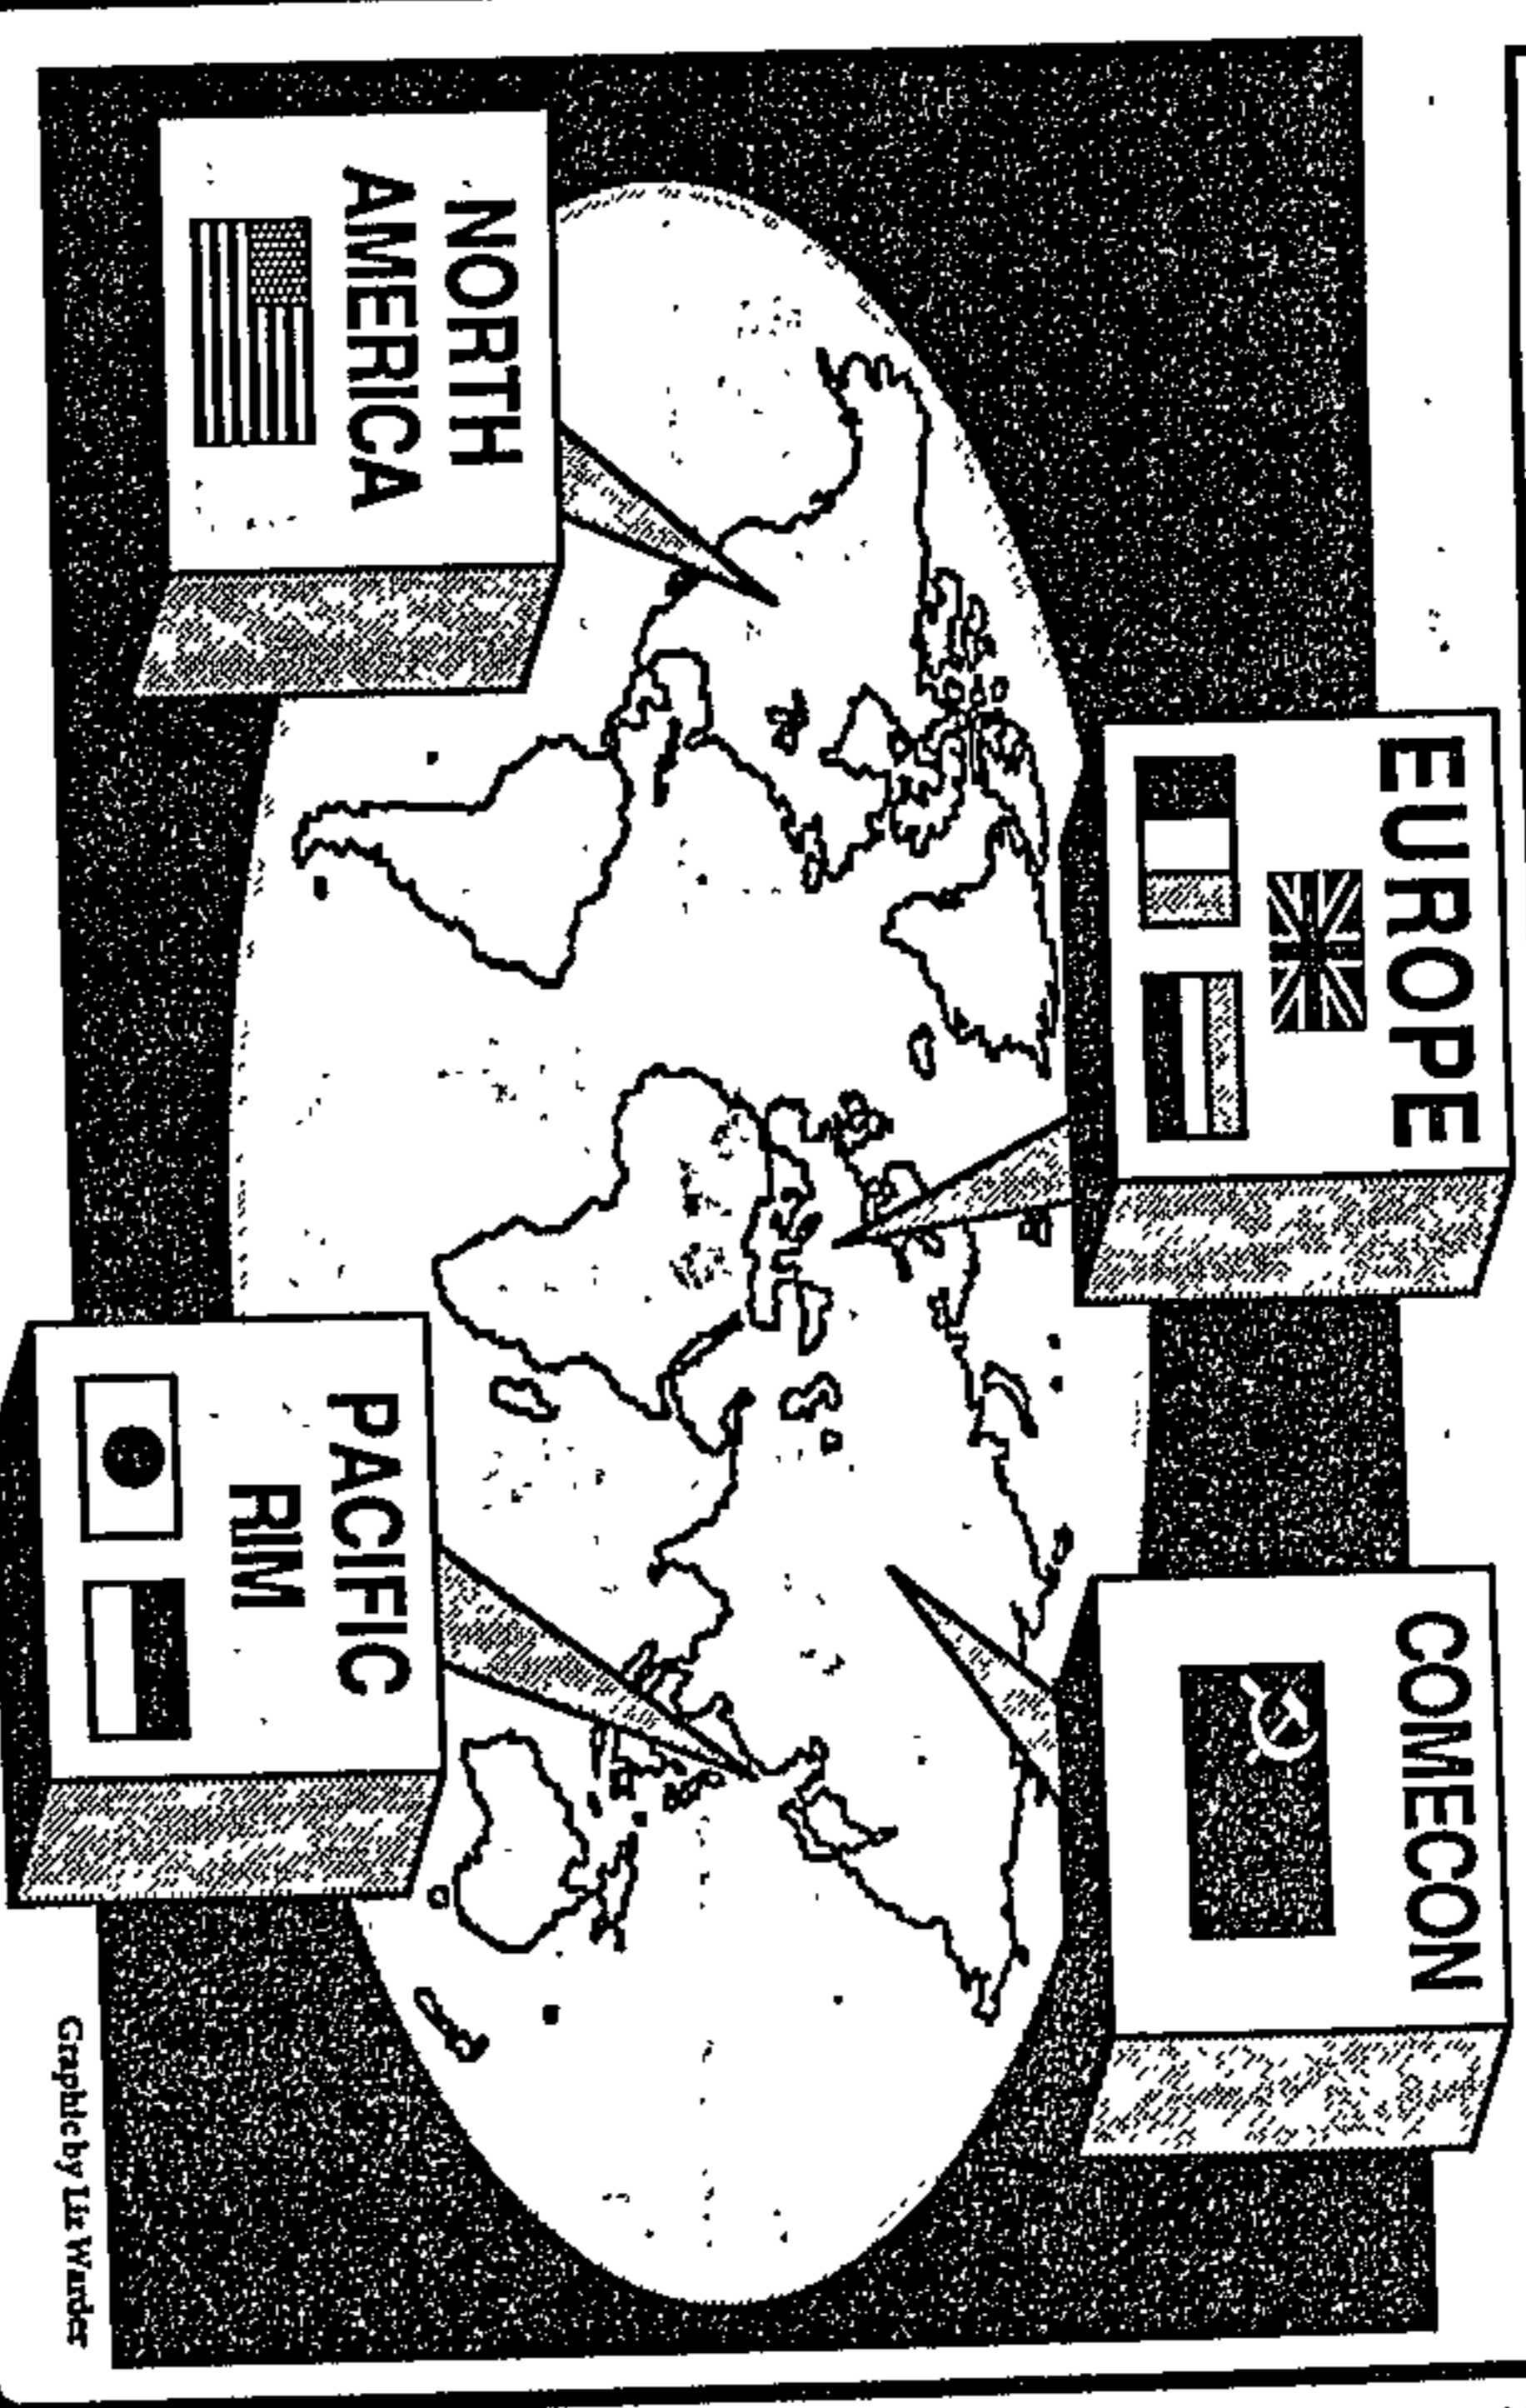 NORTH
AMERICA
EUROPE
PACIFIC
RIM
COMECON
Graphic by Liz Warder